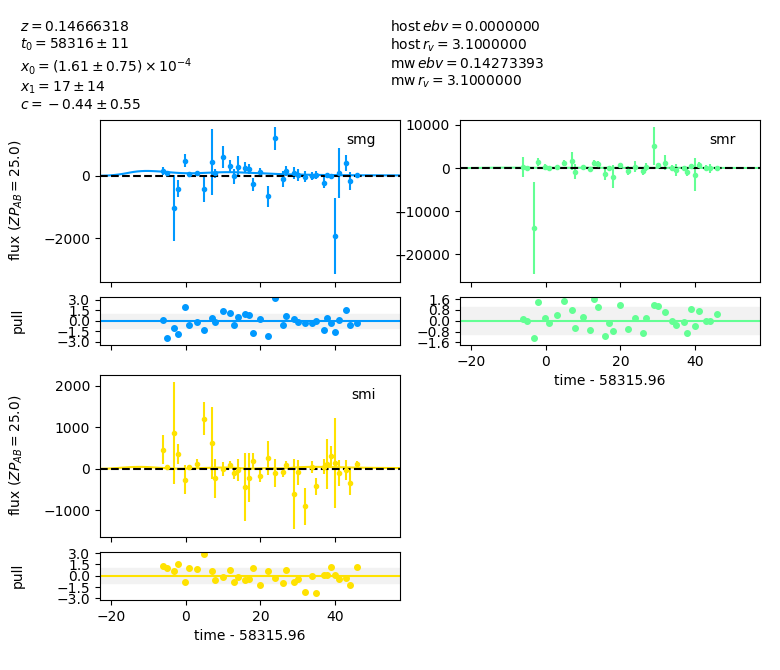 z = 0.14666318
t₀ = 58316 ± 11
x₀ = (1.61 ± 0.75) × 10⁻⁴
x₁ = 17 ± 14
c = −0.44 ± 0.55
host ebv = 0.0000000
host r_v = 3.1000000
mw ebv = 0.14273393
mw r_v = 3.1000000
smg
flux (ZP_AB = 25.0)
0
−2000
smr
10000
0
−10000
−20000
pull
3.0
1.5
0.0
−1.5
−3.0
1.6
0.8
0.0
−0.8
−1.6
−20 0 20 40
time - 58315.96
smi
flux (ZP_AB = 25.0)
2000
1000
0
−1000
pull
3.0
1.5
0.0
−1.5
−3.0
−20 0 20 40
time - 58315.96